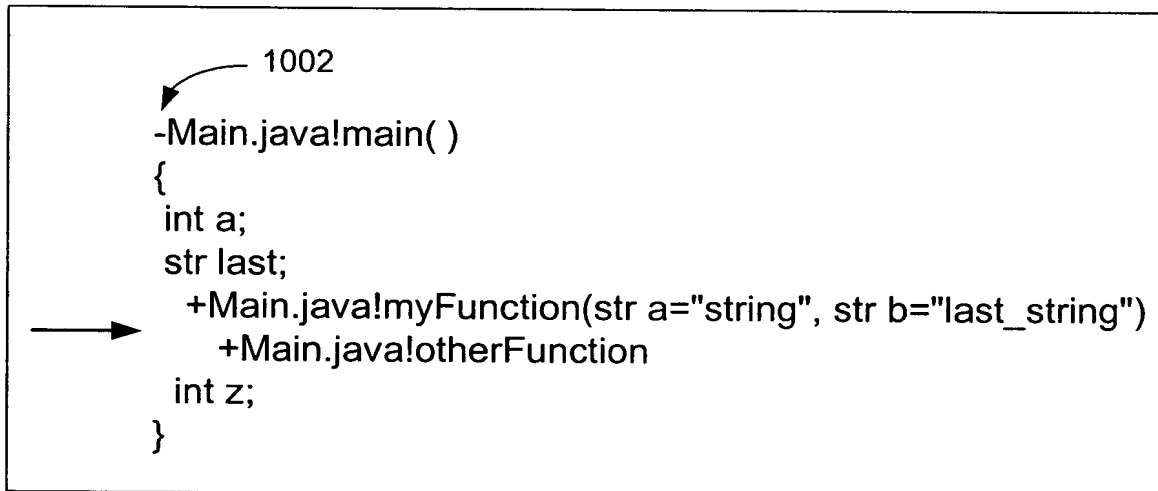 1002
-Main.java!main( )
{
int a;
str last;
+Main.java!myFunction(str a="string", str b="last_string")
+Main.java!otherFunction
int z;
}